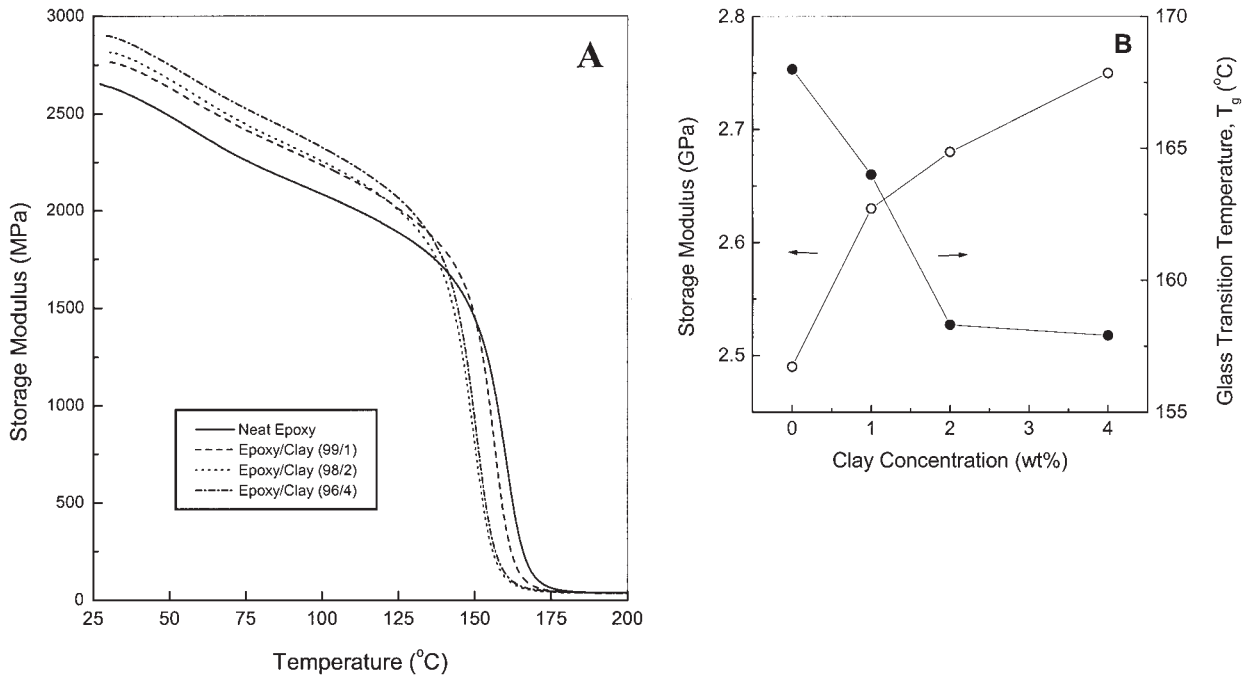 A
3000
2500
2000
1500
1000
500
0
Storage Modulus (MPa)
Neat Epoxy
Epoxy/Clay (99/1)
Epoxy/Clay (98/2)
Epoxy/Clay (96/4)
25 50 75 100 125 150 175 200
Temperature (°C)
B
2.8
2.7
2.6
2.5
Storage Modulus (GPa)
170
165
160
155
Glass Transition Temperature, Tg (°C)
0 1 2 3 4
Clay Concentration (wt%)